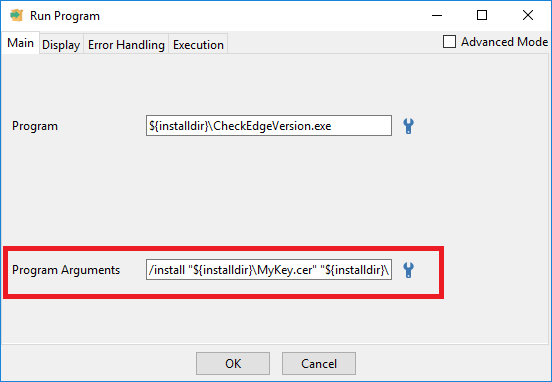 Run Program
Main Display Error Handling Execution Advanced Mode
Program ${installdir}\CheckEdgeVersion.exe
Program Arguments /install "${installdir}\MyKey.cer" "${installdir}\
OK Cancel